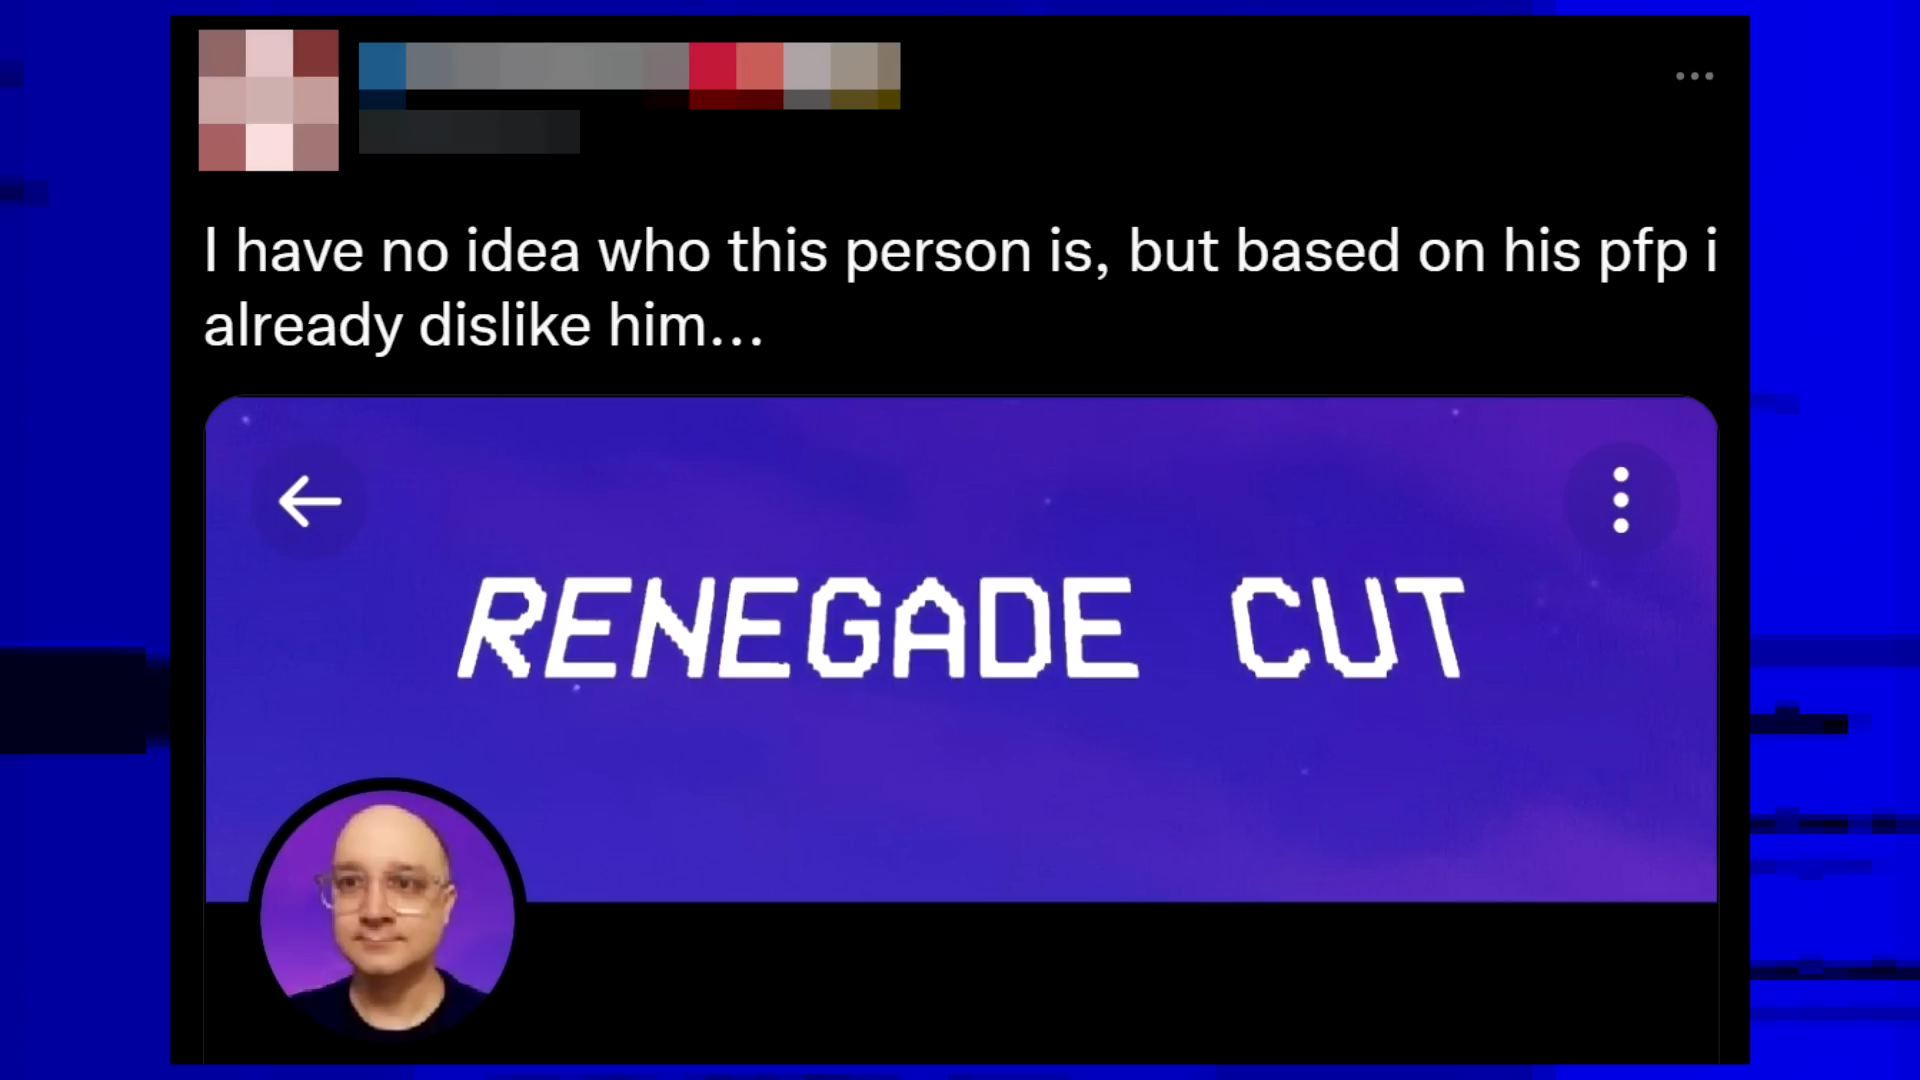 I have no idea who this person is, but based on his pfp i
already dislike him...
RENEGADE CUT